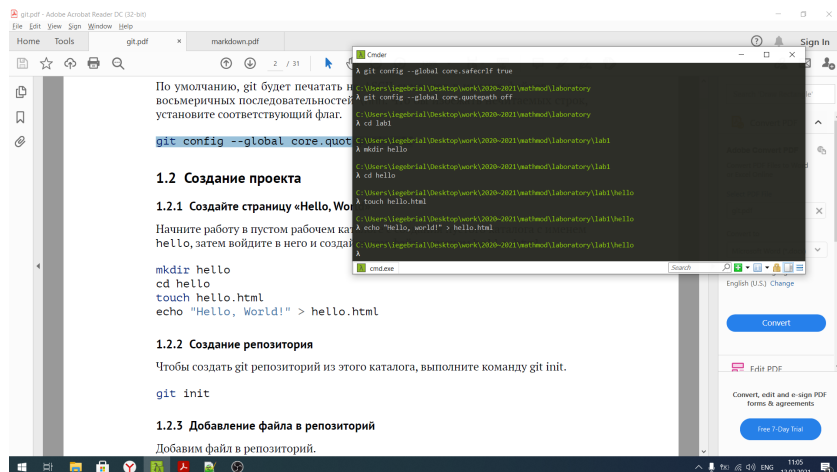 git.pdf - Adobe Acrobat Reader DC (32-bit)
File Edit View Sign Window Help
Home Tools git.pdf × markdown.pdf
Sign In
2 / 31
По умолчанию, git будет печатать
восьмеричных последовательностей
установите соответствующий флаг.
git config --global core.quot
1.2 Создание проекта
1.2.1 Создайте страницу «Hello, Wo
Начните работу в пустом рабочем кат
hello, затем войдите в него и создай
mkdir hello
cd hello
touch hello.html
echo "Hello, World!" > hello.html
1.2.2 Создание репозитория
Чтобы создать git репозиторий из этого каталога, выполните команду git init.
git init
1.2.3 Добавление файла в репозиторий
Добавим файл в репозиторий.
Cmder
λ git config --global core.safecrlf true
C:\Users\iegebrial\Desktop\work\2020-2021\mathmod\laboratory
λ git config --global core.quotepath off
C:\Users\iegebrial\Desktop\work\2020-2021\mathmod\laboratory
λ cd lab1
C:\Users\iegebrial\Desktop\work\2020-2021\mathmod\laboratory\lab1
λ mkdir hello
C:\Users\iegebrial\Desktop\work\2020-2021\mathmod\laboratory\lab1
λ cd hello
C:\Users\iegebrial\Desktop\work\2020-2021\mathmod\laboratory\lab1\hello
λ touch hello.html
C:\Users\iegebrial\Desktop\work\2020-2021\mathmod\laboratory\lab1\hello
λ echo "Hello, world!" > hello.html
C:\Users\iegebrial\Desktop\work\2020-2021\mathmod\laboratory\lab1\hello
λ
cmd.exe
Search
English (U.S.) Change
Convert
Edit PDF
Convert, edit and e-sign PDF
forms & agreements
Free 7-Day Trial
ENG
11:05